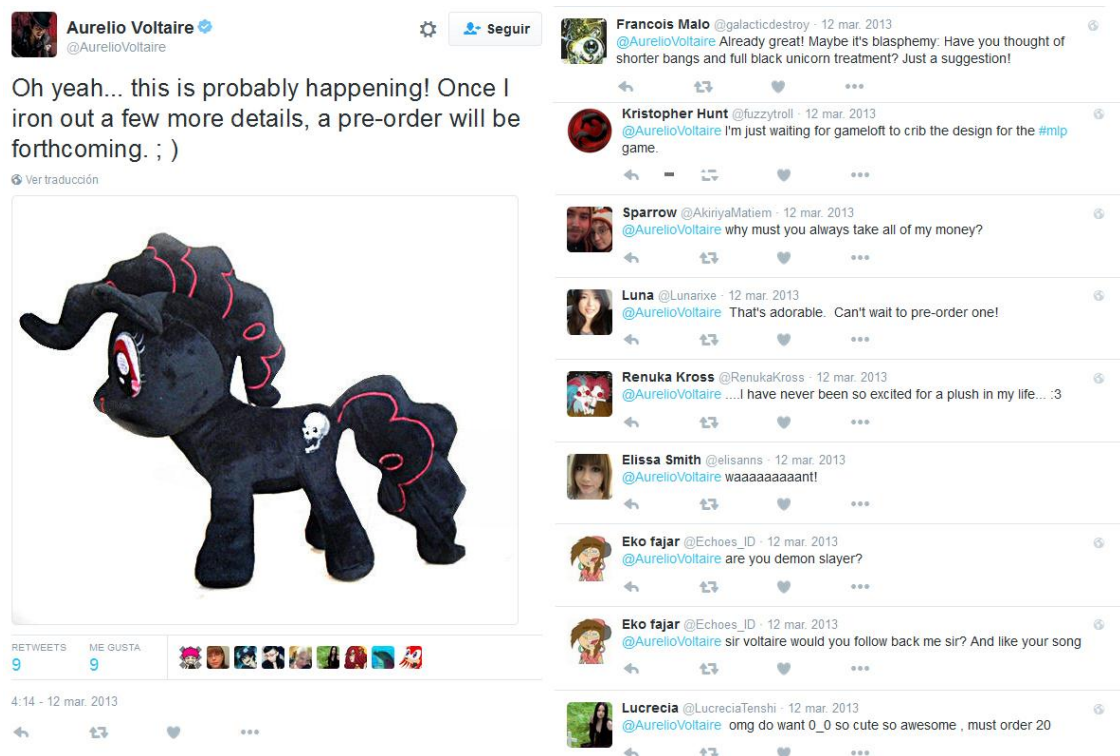 Aurelio Voltaire
@AurelioVoltaire
Seguir
Oh yeah... this is probably happening! Once I
iron out a few more details, a pre-order will be
forthcoming. ; )
Ver traducción
RETWEETS
9
ME GUSTA
9
4:14 - 12 mar. 2013
Francois Malo @galacticdestroy · 12 mar. 2013
@AurelioVoltaire Already great! Maybe it's blasphemy: Have you thought of
shorter bangs and full black unicorn treatment? Just a suggestion!
Kristopher Hunt @fuzzytroll · 12 mar. 2013
@AurelioVoltaire I'm just waiting for gameloft to crib the design for the #mlp
game.
Sparrow @AkiriyaMatiem · 12 mar. 2013
@AurelioVoltaire why must you always take all of my money?
Luna @Lunarixe · 12 mar. 2013
@AurelioVoltaire That's adorable. Can't wait to pre-order one!
Renuka Kross @RenukaKross · 12 mar. 2013
@AurelioVoltaire ....I have never been so excited for a plush in my life... :3
Elissa Smith @elisanns · 12 mar. 2013
@AurelioVoltaire waaaaaaaaant!
Eko fajar @Echoes_ID · 12 mar. 2013
@AurelioVoltaire are you demon slayer?
Eko fajar @Echoes_ID · 12 mar. 2013
@AurelioVoltaire sir voltaire would you follow back me sir? And like your song
Lucrecia @LucreciaTenshi · 12 mar. 2013
@AurelioVoltaire omg do want 0_0 so cute so awesome , must order 20